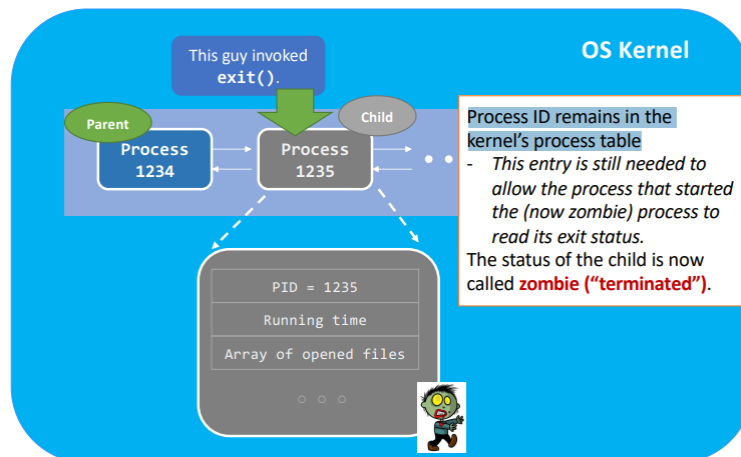 OS Kernel
This guy invoked
exit().
Parent
Child
Process
1234
Process
1235
Process ID remains in the
kernel's process table
- This entry is still needed to
allow the process that started
the (now zombie) process to
read its exit status.
The status of the child is now
called zombie (“terminated”).
PID = 1235
Running time
Array of opened files